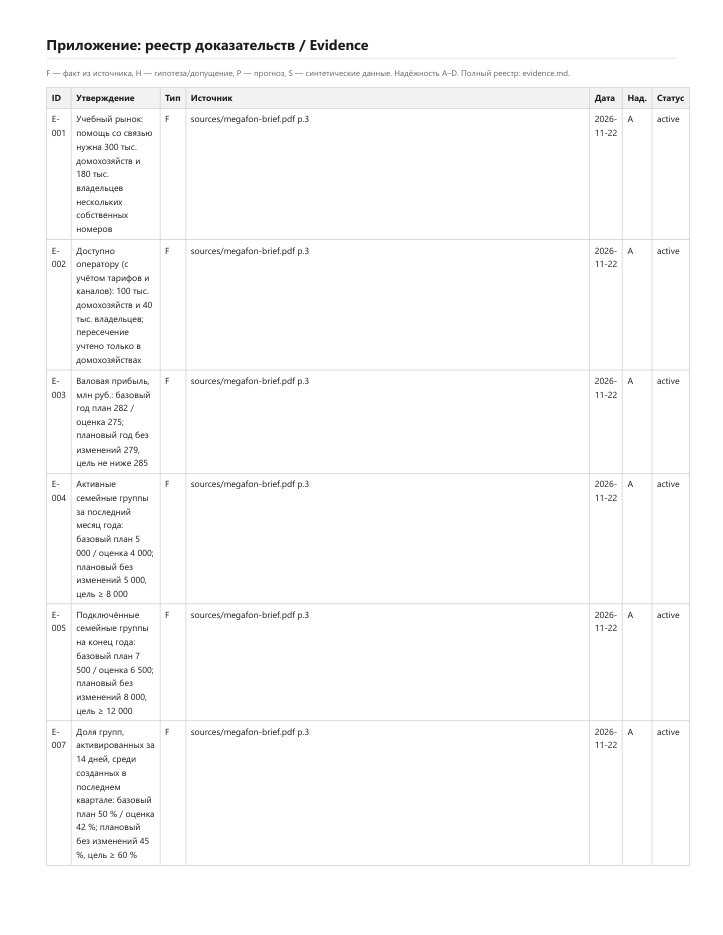 Приложение: реестр доказательств / Evidence
F — факт из источника, H — гипотеза/допущение, P — прогноз, S — синтетические данные. Надёжность A–D. Полный реестр: evidence.md.
ID Утверждение Тип Источник Дата Над. Статус
E- Учебный рынок: F sources/megafon-brief.pdf p.3 2026- A active
001 помощь со связью 11-22
нужна 300 тыс.
домохозяйств и
180 тыс.
владельцев
нескольких
собственных
номеров
E- Доступно F sources/megafon-brief.pdf p.3 2026- A active
002 оператору (с 11-22
учётом тарифов и
каналов): 100 тыс.
домохозяйств и 40
тыс. владельцев;
пересечение
учтено только в
домохозяйствах
E- Валовая прибыль, F sources/megafon-brief.pdf p.3 2026- A active
003 млн руб.: базовый 11-22
год план 282 /
оценка 275;
плановый год без
изменений 279,
цель не ниже 285
E- Активные F sources/megafon-brief.pdf p.3 2026- A active
004 семейные группы 11-22
за последний
месяц года:
базовый план 5
000 / оценка 4 000;
плановый без
изменений 5 000,
цель ≥ 8 000
E- Подключённые F sources/megafon-brief.pdf p.3 2026- A active
005 семейные группы 11-22
на конец года:
базовый план 7
500 / оценка 6 500;
плановый без
изменений 8 000,
цель ≥ 12 000
E- Доля групп, F sources/megafon-brief.pdf p.3 2026- A active
007 активированных за 11-22
14 дней, среди
созданных в
последнем
квартале: базовый
план 50 % / оценка
42 %; плановый
без изменений 45
%, цель ≥ 60 %